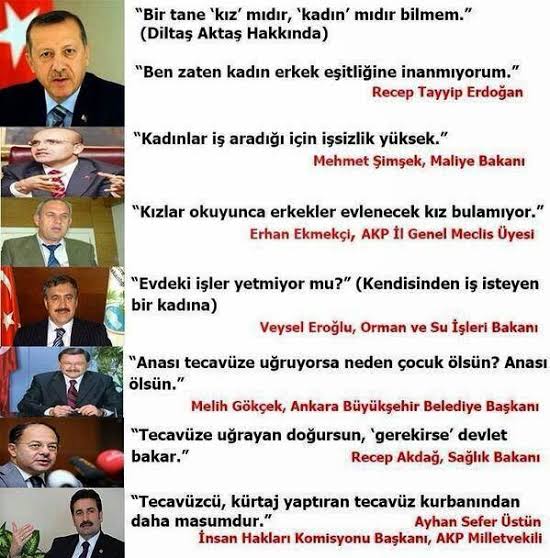 “Bir tane ‘kız’ mıdır, ‘kadın’ mıdır bilmem.”
(Diltaş Aktaş Hakkında)
“Ben zaten kadın erkek eşitliğine inanmıyorum.”
Recep Tayyip Erdoğan
“Kadınlar iş aradığı için işsizlik yüksek.”
Mehmet Şimşek, Maliye Bakanı
“Kızlar okuyunca erkekler evlenecek kız bulamıyor.”
Erhan Ekmekçi, AKP İl Genel Meclis Üyesi
“Evdeki işler yetmiyor mu?” (Kendisinden iş isteyen
bir kadına)
Veysel Eroğlu, Orman ve Su İşleri Bakanı
“Anası tecavüze uğruyorsa neden çocuk ölsün? Anası
ölsün.”
Melih Gökçek, Ankara Büyükşehir Belediye Başkanı
“Tecavüze uğrayan doğursun, ‘gerekirse’ devlet
bakar.”
Recep Akdağ, Sağlık Bakanı
“Tecavüzcü, kürtaj yaptıran tecavüz kurbanından
daha masumdur.”
Ayhan Sefer Üstün
İnsan Hakları Komisyonu Başkanı, AKP Milletvekili